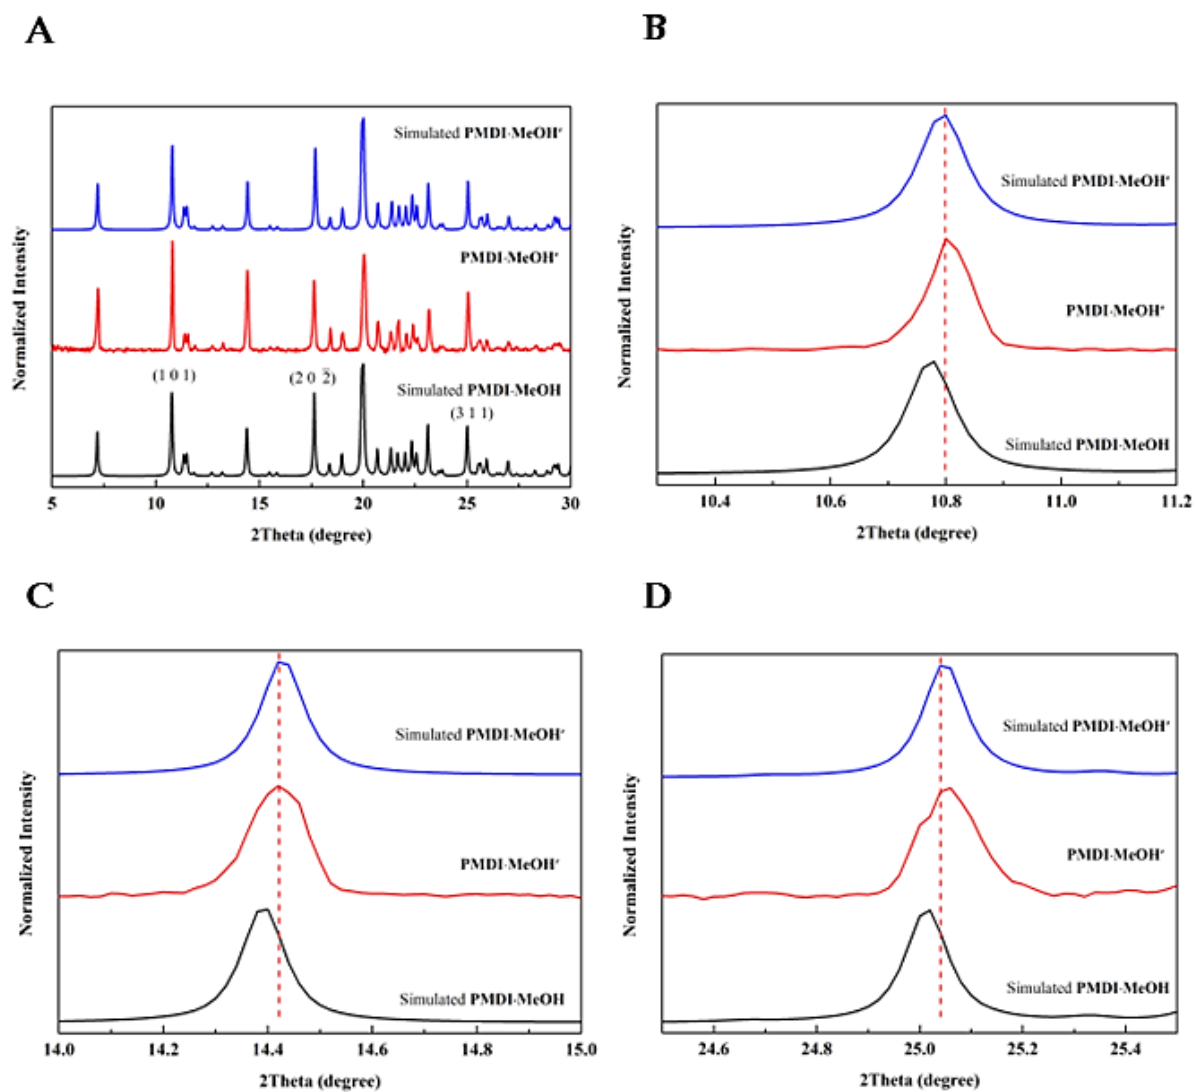 A
B
Simulated PMDI·MeOH^r
PMDI·MeOH^r
(1 0 1)
(2 0 2̄)
Simulated PMDI·MeOH
(3 1 1)
Normalized Intensity
5 10 15 20 25 30
2Theta (degree)
Simulated PMDI·MeOH^r
PMDI·MeOH^r
Simulated PMDI·MeOH
Normalized Intensity
10.4 10.6 10.8 11.0 11.2
2Theta (degree)
C
D
Simulated PMDI·MeOH^r
PMDI·MeOH^r
Simulated PMDI·MeOH
Normalized Intensity
14.0 14.2 14.4 14.6 14.8 15.0
2Theta (degree)
Simulated PMDI·MeOH^r
PMDI·MeOH^r
Simulated PMDI·MeOH
Normalized Intensity
24.6 24.8 25.0 25.2 25.4
2Theta (degree)